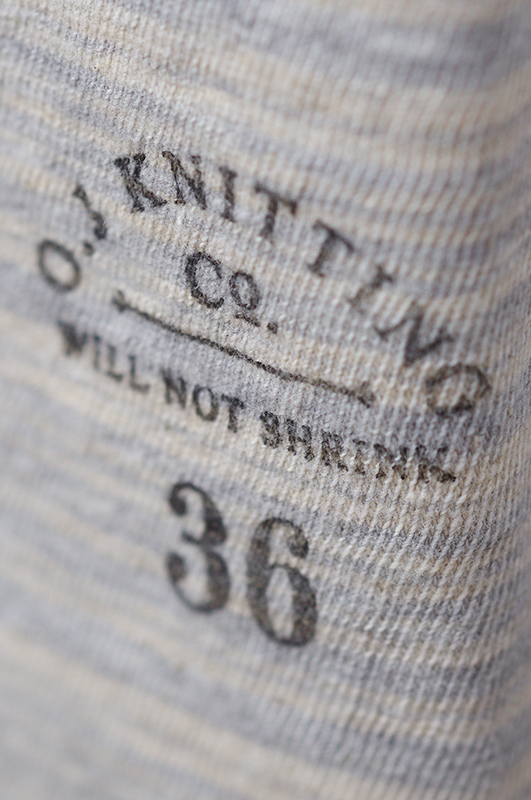 O.J KNITTING
Co.
WILL NOT SHRINK
36